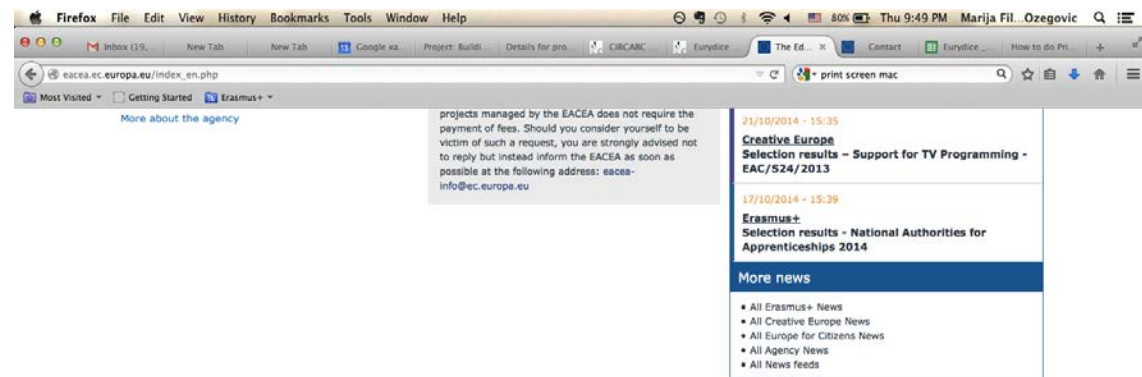 Firefox File Edit View History Bookmarks Tools Window Help 80% Thu 9:49 PM Marija Fil...Ozegovic
Inbox (19,... New Tab New Tab 11 Google ka... Project: Buildi... Details for pro... CIRCABC ... Eurydice... The Ed... Contact Eurydice_... How to do Pri...
eacea.ec.europa.eu/index_en.php print screen mac
Most Visited Getting Started Erasmus+
More about the agency
projects managed by the EACEA does not require the
payment of fees. Should you consider yourself to be
victim of such a request, you are strongly advised not
to reply but instead inform the EACEA as soon as
possible at the following address: eacea-
info@ec.europa.eu
21/10/2014 - 15:35
Creative Europe
Selection results – Support for TV Programming -
EAC/S24/2013
17/10/2014 - 15:39
Erasmus+
Selection results - National Authorities for
Apprenticeships 2014
More news
• All Erasmus+ News
• All Creative Europe News
• All Europe for Citizens News
• All Agency News
• All News feeds